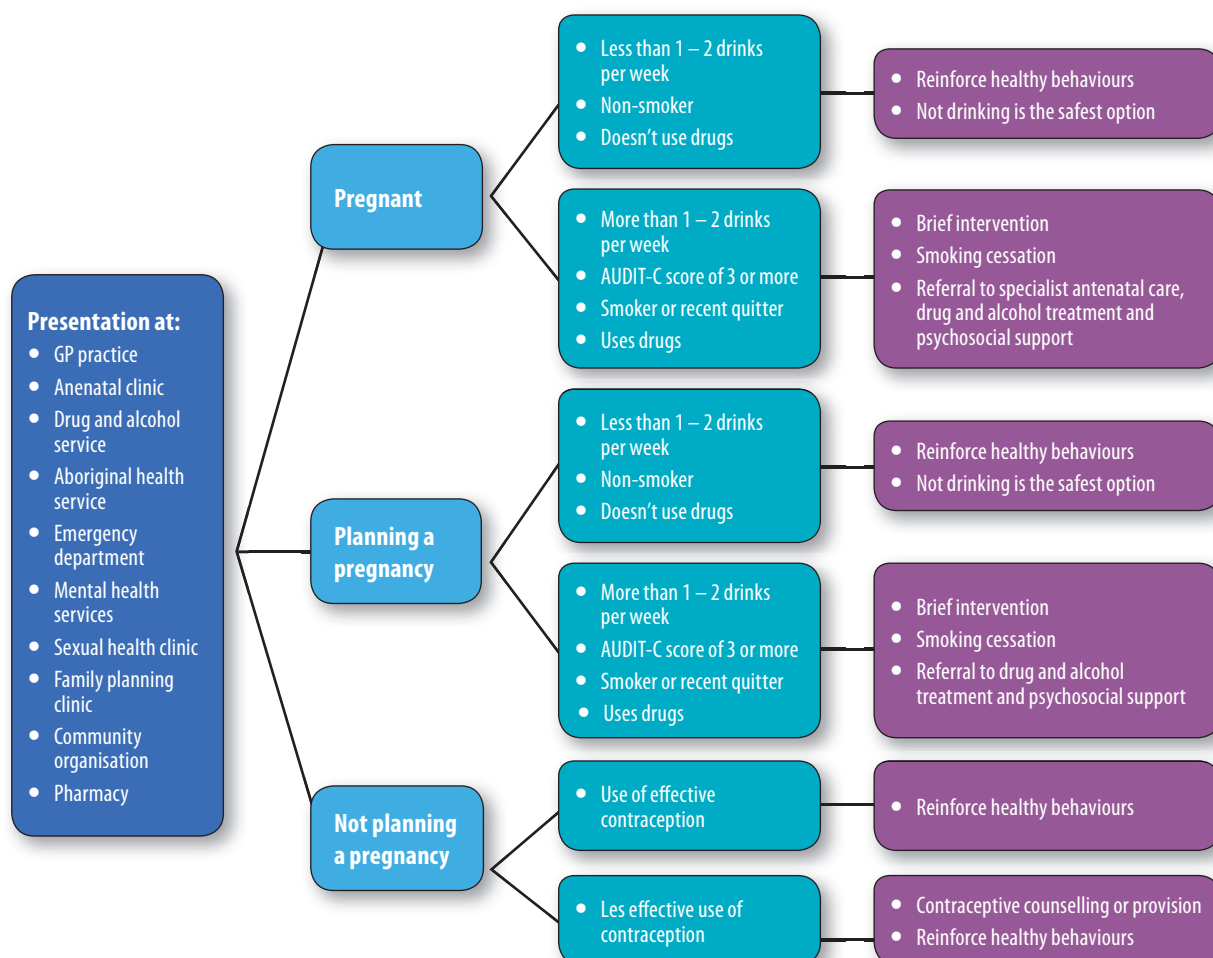 Presentation at:
• GP practice
• Anenatal clinic
• Drug and alcohol
service
• Aboriginal health
service
• Emergency
department
• Mental health
services
• Sexual health clinic
• Family planning
clinic
• Community
organisation
• Pharmacy
Pregnant
• Less than 1 – 2 drinks
per week
• Non-smoker
• Doesn't use drugs
• Reinforce healthy behaviours
• Not drinking is the safest option
• More than 1 – 2 drinks
per week
• AUDIT-C score of 3 or more
• Smoker or recent quitter
• Uses drugs
• Brief intervention
• Smoking cessation
• Referral to specialist antenatal care,
drug and alcohol treatment and
psychosocial support
Planning a
pregnancy
• Less than 1 – 2 drinks
per week
• Non-smoker
• Doesn't use drugs
• Reinforce healthy behaviours
• Not drinking is the safest option
• More than 1 – 2 drinks
per week
• AUDIT-C score of 3 or more
• Smoker or recent quitter
• Uses drugs
• Brief intervention
• Smoking cessation
• Referral to drug and alcohol
treatment and psychosocial support
Not planning
a pregnancy
• Use of effective
contraception
• Reinforce healthy behaviours
• Les effective use of
contraception
• Contraceptive counselling or provision
• Reinforce healthy behaviours